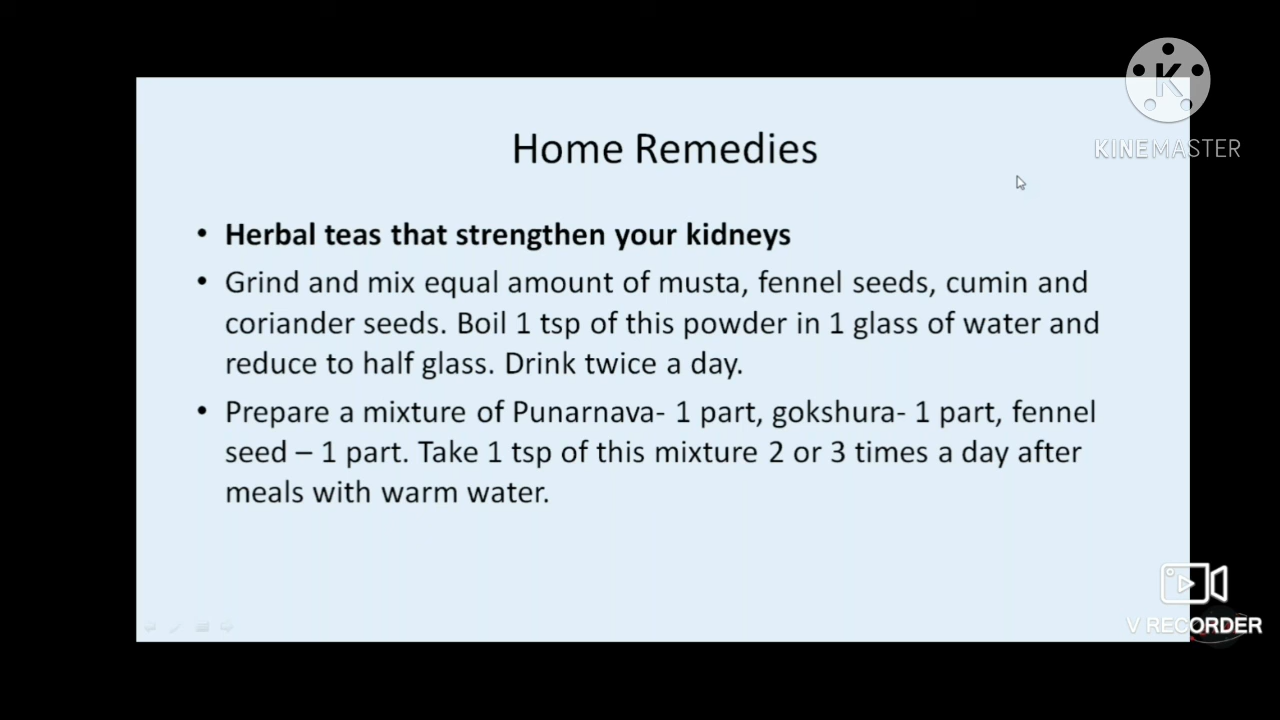 K
KINEMASTER
Home Remedies
• Herbal teas that strengthen your kidneys
• Grind and mix equal amount of musta, fennel seeds, cumin and
coriander seeds. Boil 1 tsp of this powder in 1 glass of water and
reduce to half glass. Drink twice a day.
• Prepare a mixture of Punarnava- 1 part, gokshura- 1 part, fennel
seed – 1 part. Take 1 tsp of this mixture 2 or 3 times a day after
meals with warm water.
V RECORDER